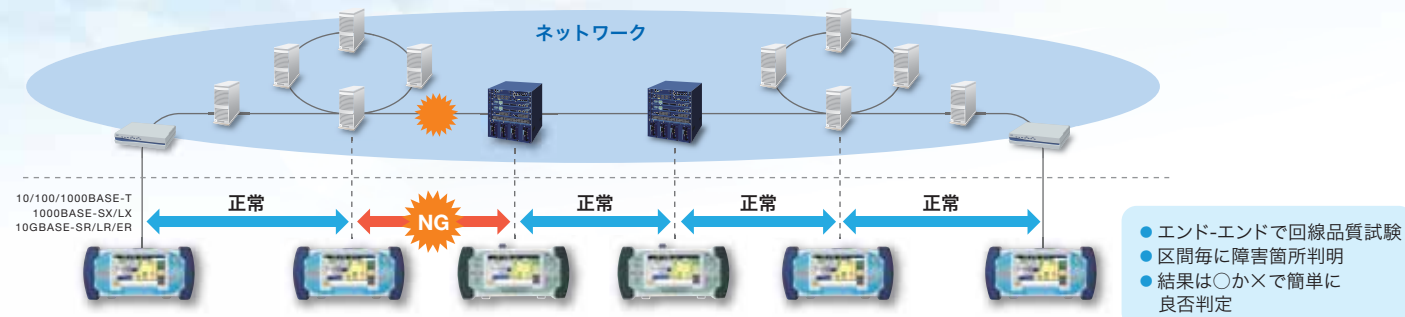 ネットワーク
10/100/1000BASE-T
1000BASE-SX/LX
10GBASE-SR/LR/ER
正常
NG
正常
正常
正常
● エンド-エンドで回線品質試験
● 区間毎に障害箇所判明
● 結果は○か×で簡単に
良否判定